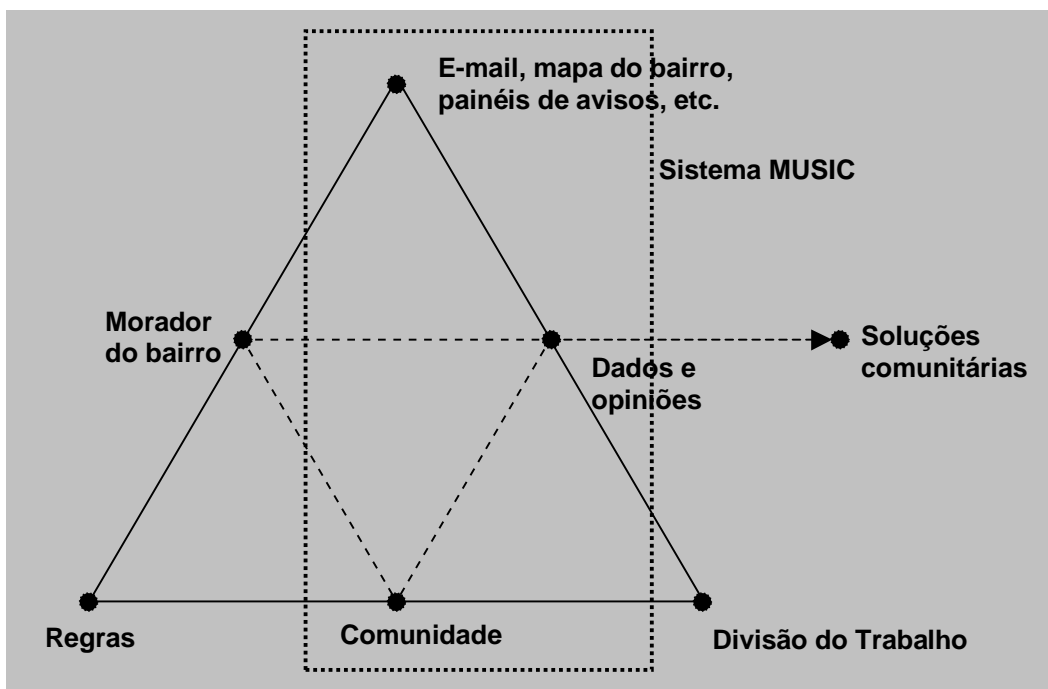 E-mail, mapa do bairro,
painéis de avisos, etc.
Sistema MUSIC
Morador
do bairro
Soluções
comunitárias
Dados e
opiniões
Regras
Comunidade
Divisão do Trabalho